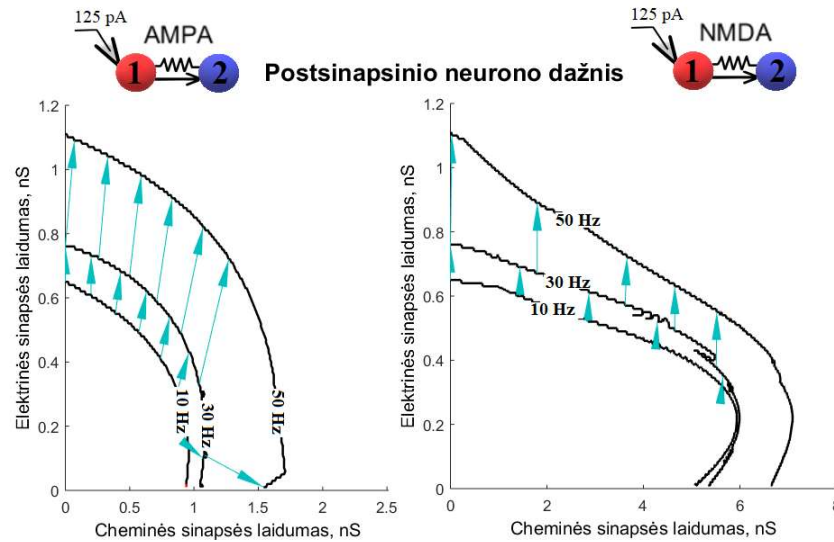 125 pA
AMPA
1
2
Postsinapsinio neurono dažnis
125 pA
NMDA
1
2
Elektrinės sinapsės laidumas, nS
1.2
1
0.8
0.6
0.4
0.2
0
10 Hz
30 Hz
50 Hz
0
0.5
1
1.5
2
2.5
Cheminės sinapsės laidumas, nS
Elektrinės sinapsės laidumas, nS
1.2
1
0.8
0.6
0.4
0.2
0
50 Hz
30 Hz
10 Hz
0
2
4
6
8
Cheminės sinapsės laidumas, nS